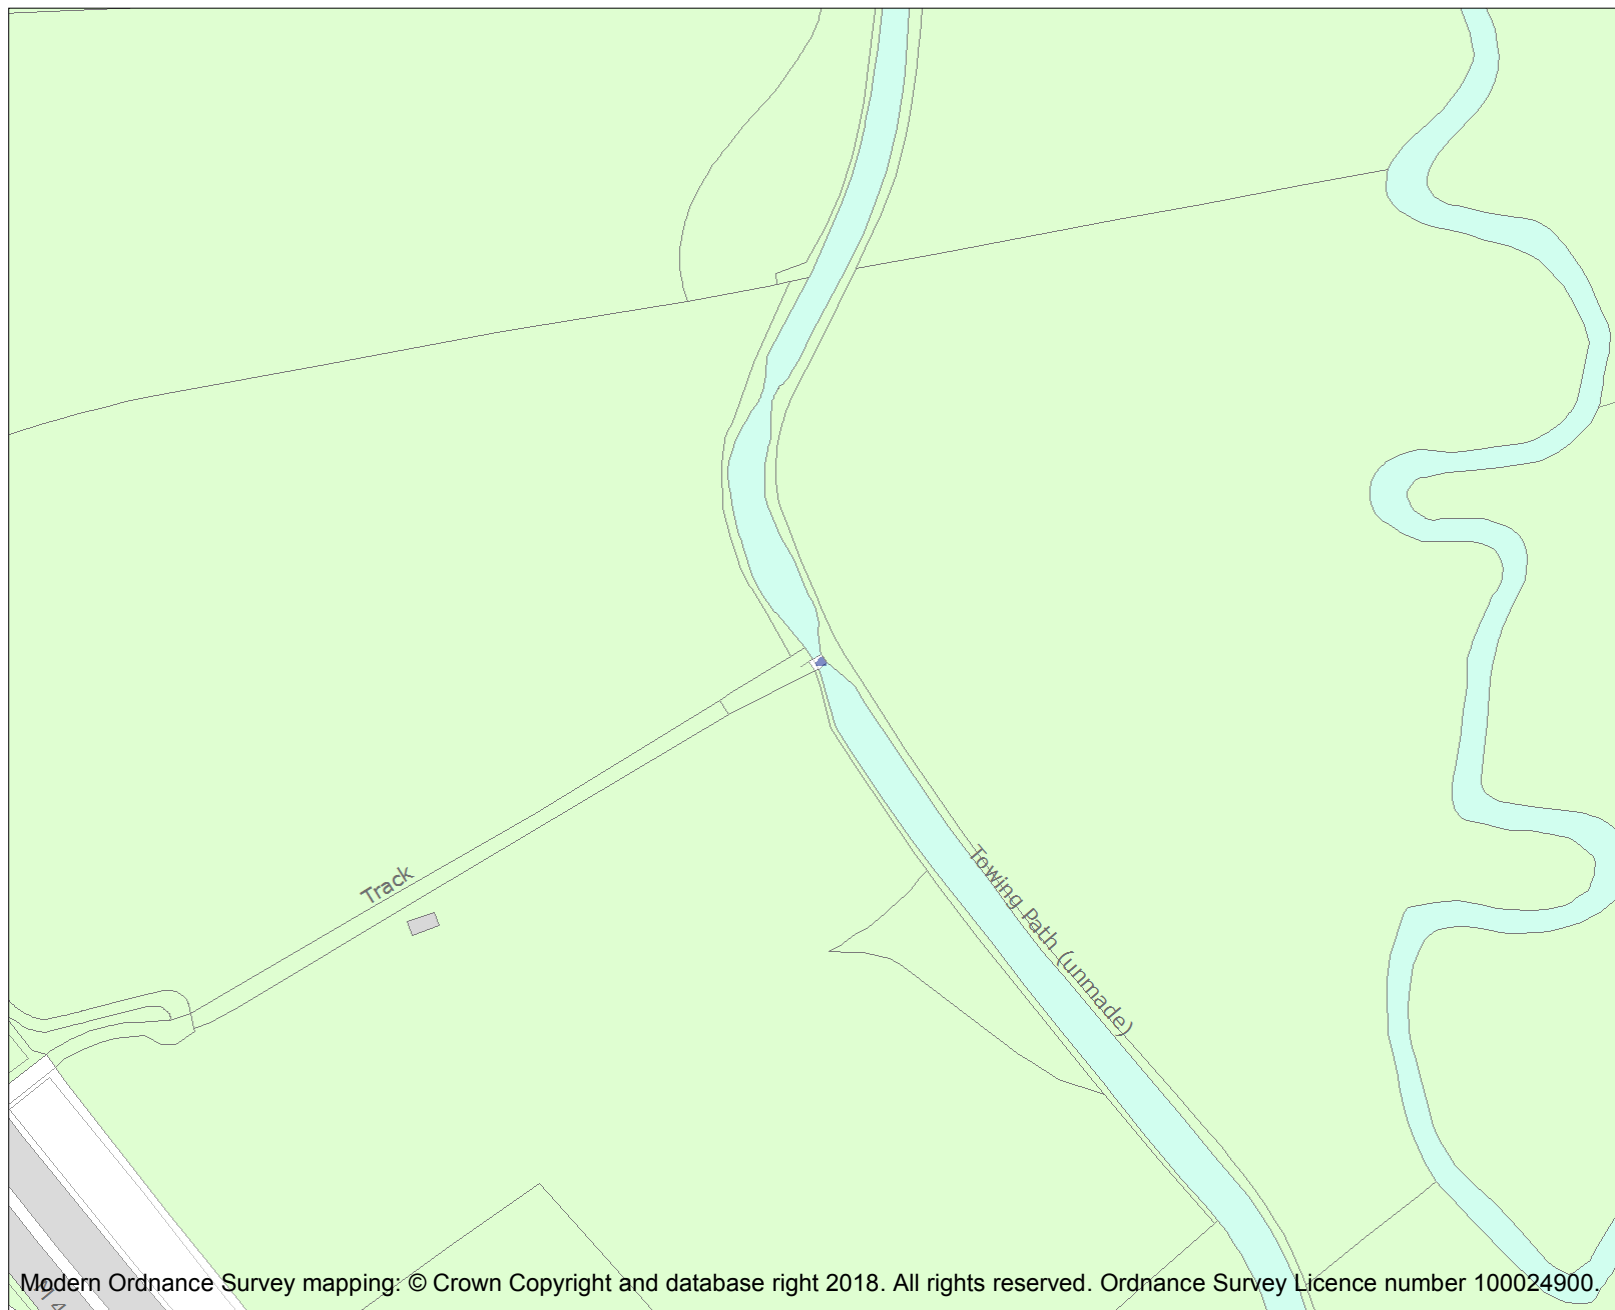 Track
Towing Path (unmade)
Modern Ordnance Survey mapping: © Crown Copyright and database right 2018. All rights reserved. Ordnance Survey Licence number 100024900.